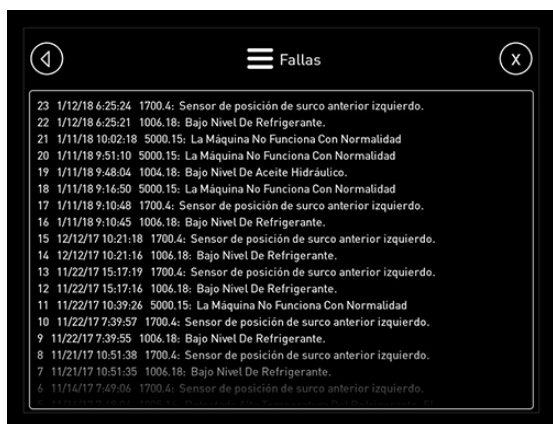 Fallas
X
23 1/12/18 6:25:24 1700.4: Sensor de posición de surco anterior izquierdo.
22 1/12/18 6:25:21 1006.18: Bajo Nivel De Refrigerante.
21 1/11/18 10:02:18 5000.15: La Máquina No Funciona Con Normalidad
20 1/11/18 9:51:10 5000.15: La Máquina No Funciona Con Normalidad
19 1/11/18 9:48:04 1004.18: Bajo Nivel De Aceite Hidráulico.
18 1/11/18 9:16:50 5000.15: La Máquina No Funciona Con Normalidad
17 1/11/18 9:10:48 1700.4: Sensor de posición de surco anterior izquierdo.
16 1/11/18 9:10:45 1006.18: Bajo Nivel De Refrigerante.
15 12/12/17 10:21:18 1700.4: Sensor de posición de surco anterior izquierdo.
14 12/12/17 10:21:16 1006.18: Bajo Nivel De Refrigerante.
13 11/22/17 15:17:19 1700.4: Sensor de posición de surco anterior izquierdo.
12 11/22/17 15:17:16 1006.18: Bajo Nivel De Refrigerante.
11 11/22/17 10:39:26 5000.15: La Máquina No Funciona Con Normalidad
10 11/22/17 7:39:57 1700.4: Sensor de posición de surco anterior izquierdo.
9 11/22/17 7:39:55 1006.18: Bajo Nivel De Refrigerante.
8 11/21/17 10:51:38 1700.4: Sensor de posición de surco anterior izquierdo.
7 11/21/17 10:51:35 1006.18: Bajo Nivel De Refrigerante.
6 11/14/17 7:49:06 1700.4: Sensor de posición de surco anterior izquierdo.